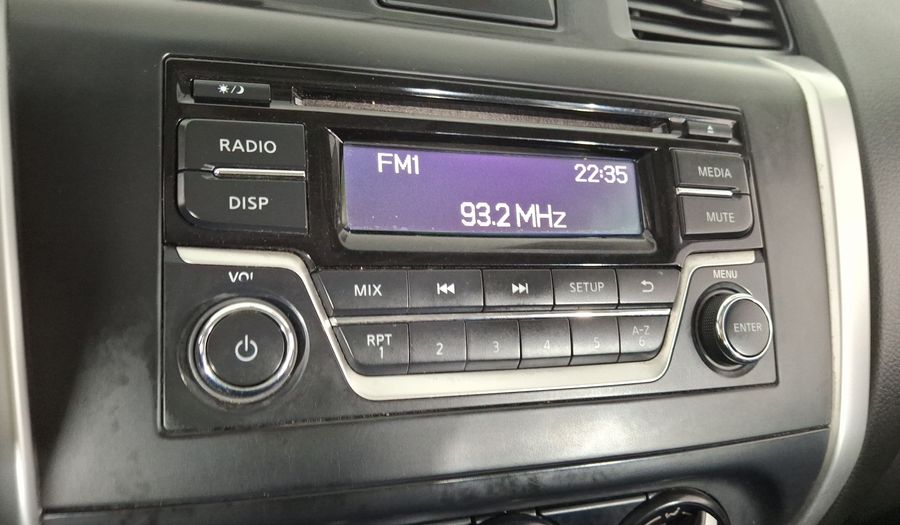 RADIO
DISP
FM1 22:35
93.2 MHz
MEDIA
MUTE
VOL
MIX
SETUP
RPT
1 2 3 4 5
A-Z
6
MENU
ENTER